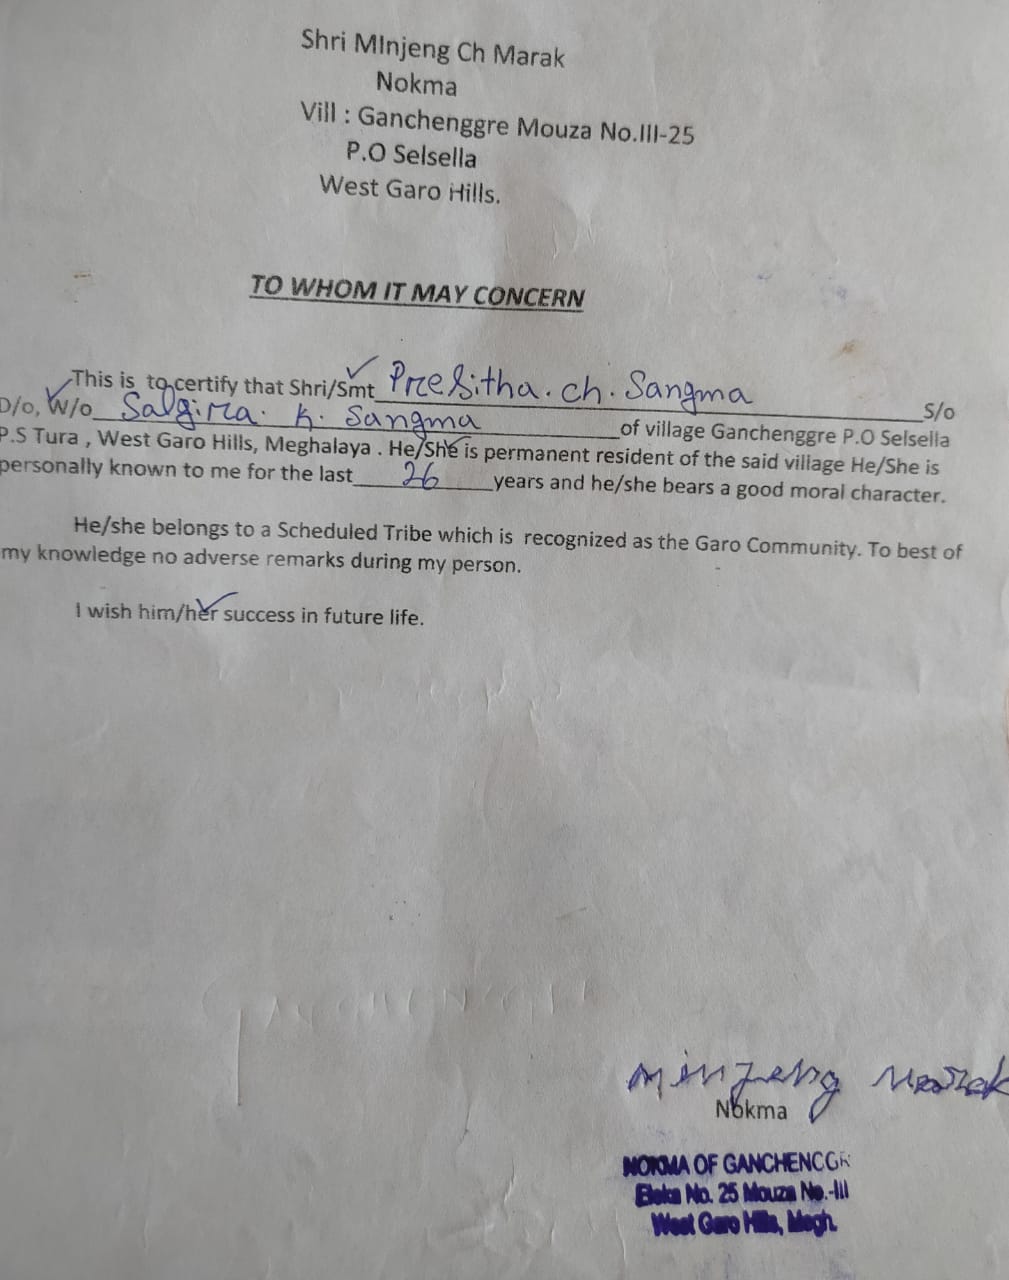 Shri MInjeng Ch Marak
Nokma
Vill : Ganchenggre Mouza No.III-25
P.O Selsella
West Garo Hills.
TO WHOM IT MAY CONCERN
This is to certify that Shri/Smt Presitha. ch. Sangma S/o
D/o, W/o Salgira. K. Sangma of village Ganchenggre P.O Selsella
P.S Tura , West Garo Hills, Meghalaya . He/She is permanent resident of the said village He/She is
personally known to me for the last 26 years and he/she bears a good moral character.
He/she belongs to a Scheduled Tribe which is recognized as the Garo Community. To best of
my knowledge no adverse remarks during my person.
I wish him/her success in future life.
Minjeng Marak
Nokma
NOKMA OF GANCHENGGR
Eleka No. 25 Mouza No.-III
West Garo Hills, Megh.